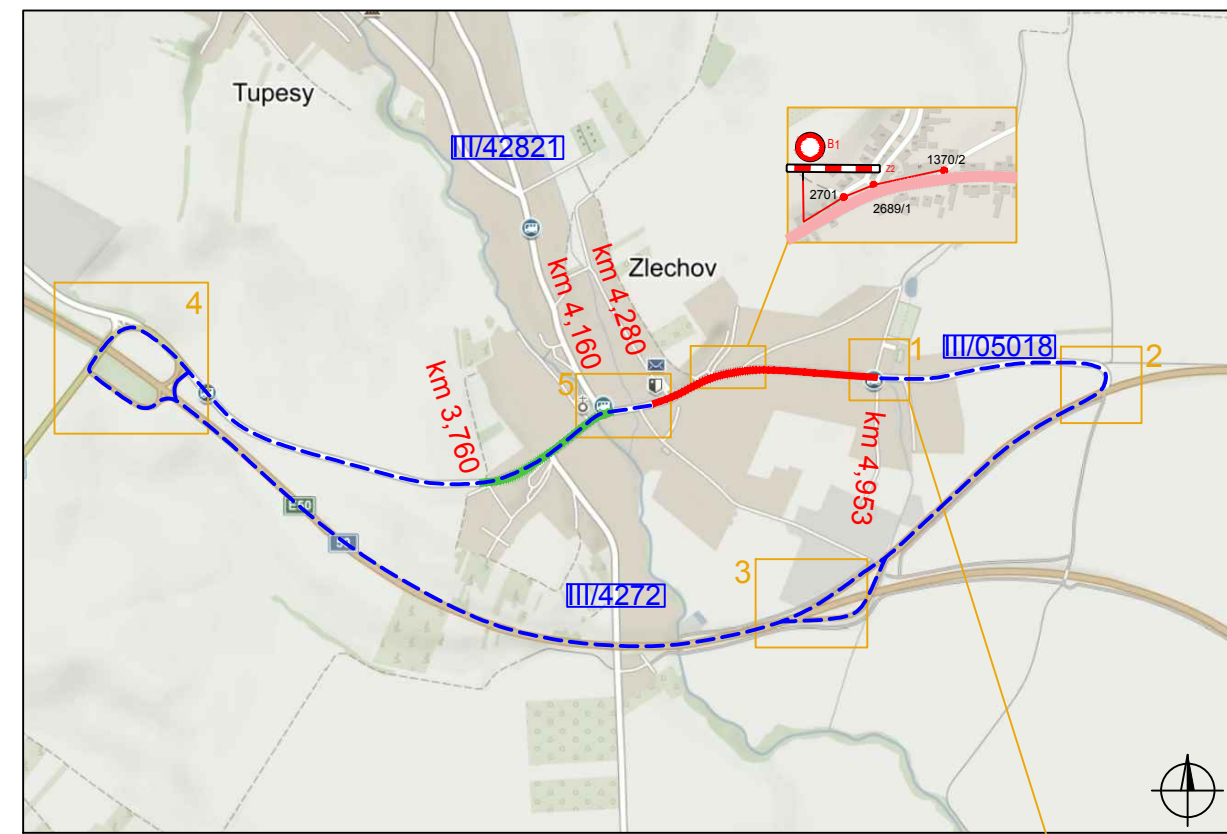 Tupesy
III/42821
B1
Z2
1370/2
2701
2689/1
Zlechov
km 4,280
km 4,160
4
1
III/05018
2
5
km 3,760
km 4,953
E50
50
3
III/4272